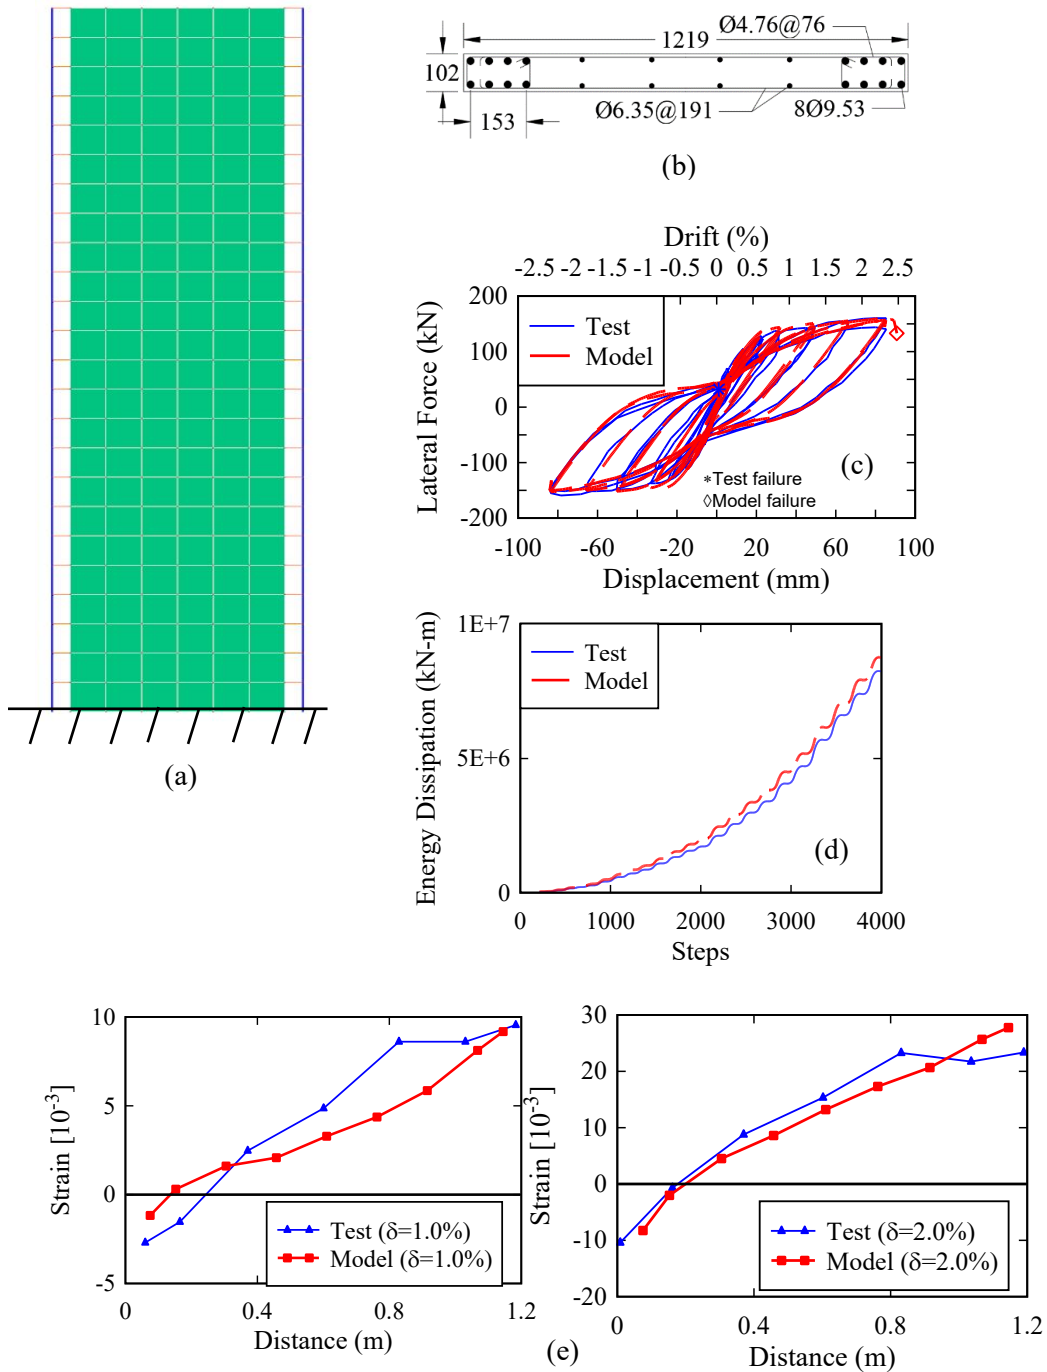 (a)
Ø4.76@76
1219
102
Ø6.35@191
8Ø9.53
153
(b)
Drift (%)
-2.5 -2 -1.5 -1 -0.5 0 0.5 1 1.5 2 2.5
Lateral Force (kN)
200
100
0
-100
-200
Test
Model
(c)
*Test failure
◊Model failure
-100 -60 -20 20 60 100
Displacement (mm)
Energy Dissipation (kN-m)
1E+7
5E+6
0
Test
Model
(d)
0 1000 2000 3000 4000
Steps
Strain [10-3]
10
5
0
-5
Test (δ=1.0%)
Model (δ=1.0%)
0 0.4 0.8 1.2
Distance (m)
Strain [10-3]
30
20
10
0
-10
-20
Test (δ=2.0%)
Model (δ=2.0%)
0 0.4 0.8 1.2
Distance (m)
(e)